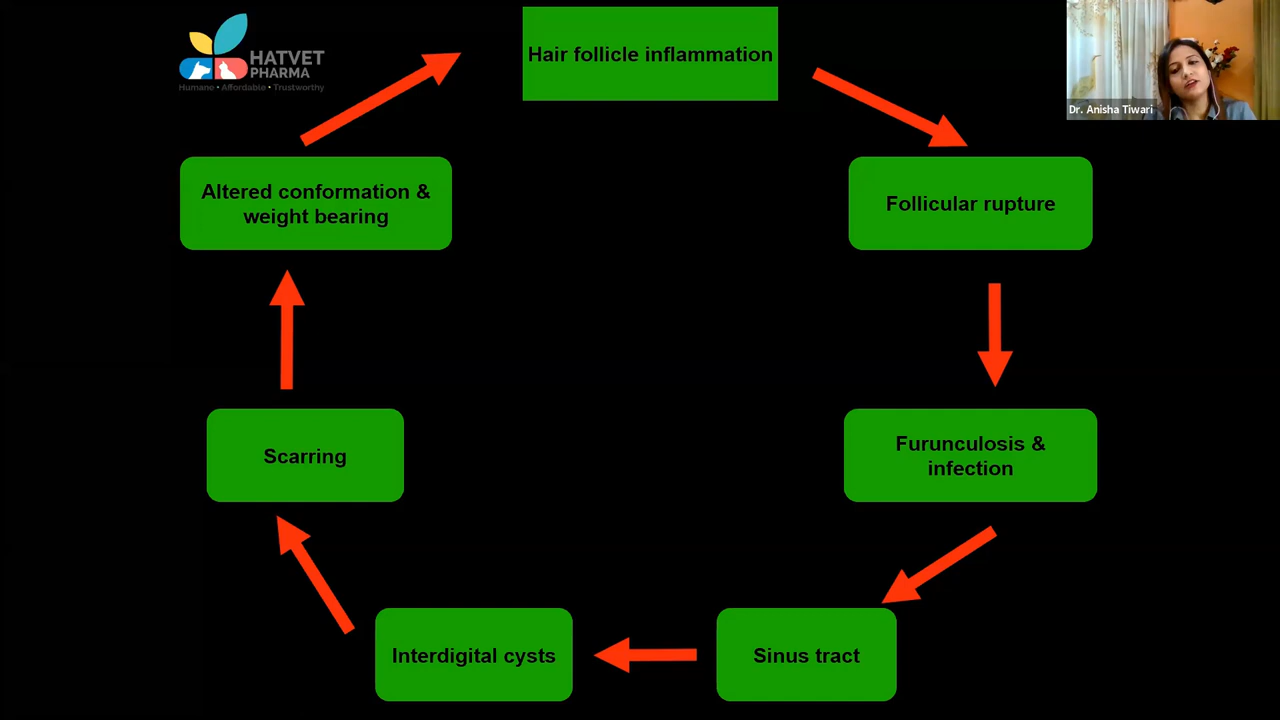 HATVET
PHARMA
Humane • Affordable • Trustworthy
Hair follicle inflammation
Dr. Anisha Tiwari
Altered conformation &
weight bearing
Follicular rupture
Scarring
Furunculosis &
infection
Interdigital cysts
Sinus tract